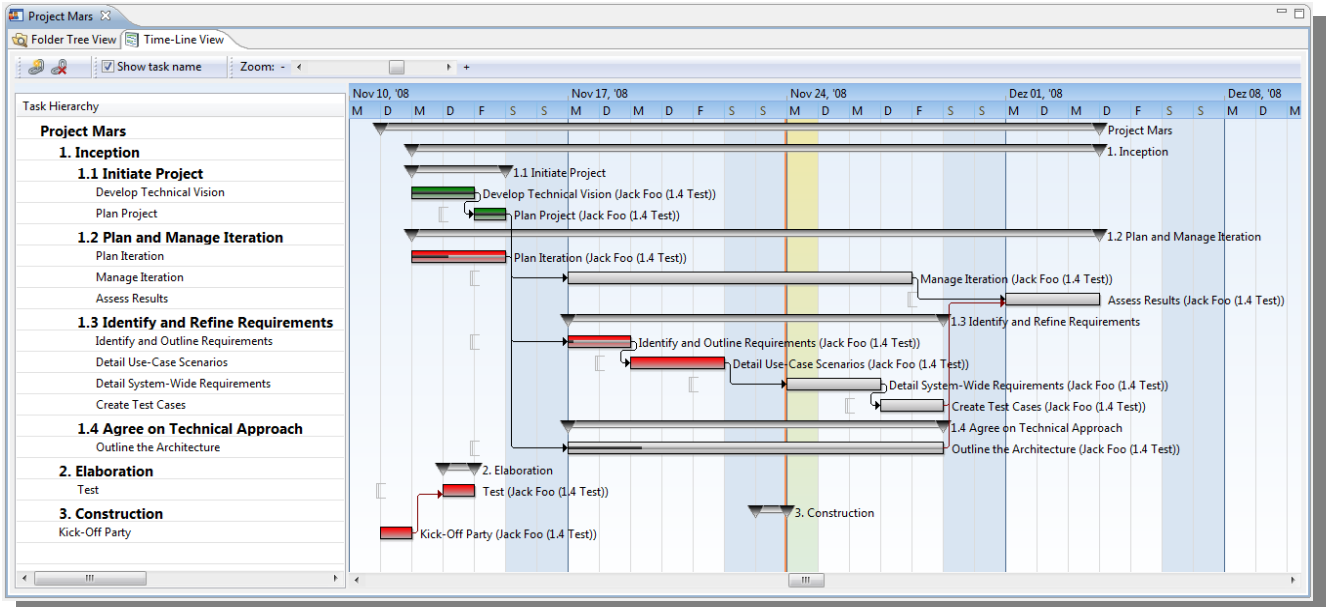 Project Mars
Folder Tree View Time-Line View
Show task name Zoom: - +
Task Hierarchy
Nov 10, '08 Nov 17, '08 Nov 24, '08 Dez 01, '08 Dez 08, '08
M D M D F S S M D M D F S S M D M D F S S M D M D F S S M D M
Project Mars Project Mars
1. Inception 1. Inception
1.1 Initiate Project 1.1 Initiate Project
Develop Technical Vision Develop Technical Vision (Jack Foo (1.4 Test))
Plan Project Plan Project (Jack Foo (1.4 Test))
1.2 Plan and Manage Iteration 1.2 Plan and Manage Iteration
Plan Iteration Plan Iteration (Jack Foo (1.4 Test))
Manage Iteration Manage Iteration (Jack Foo (1.4 Test))
Assess Results Assess Results (Jack Foo (1.4 Test))
1.3 Identify and Refine Requirements 1.3 Identify and Refine Requirements
Identify and Outline Requirements Identify and Outline Requirements (Jack Foo (1.4 Test))
Detail Use-Case Scenarios Detail Use-Case Scenarios (Jack Foo (1.4 Test))
Detail System-Wide Requirements Detail System-Wide Requirements (Jack Foo (1.4 Test))
Create Test Cases Create Test Cases (Jack Foo (1.4 Test))
1.4 Agree on Technical Approach 1.4 Agree on Technical Approach
Outline the Architecture Outline the Architecture (Jack Foo (1.4 Test))
2. Elaboration 2. Elaboration
Test Test (Jack Foo (1.4 Test))
3. Construction 3. Construction
Kick-Off Party Kick-Off Party (Jack Foo (1.4 Test))